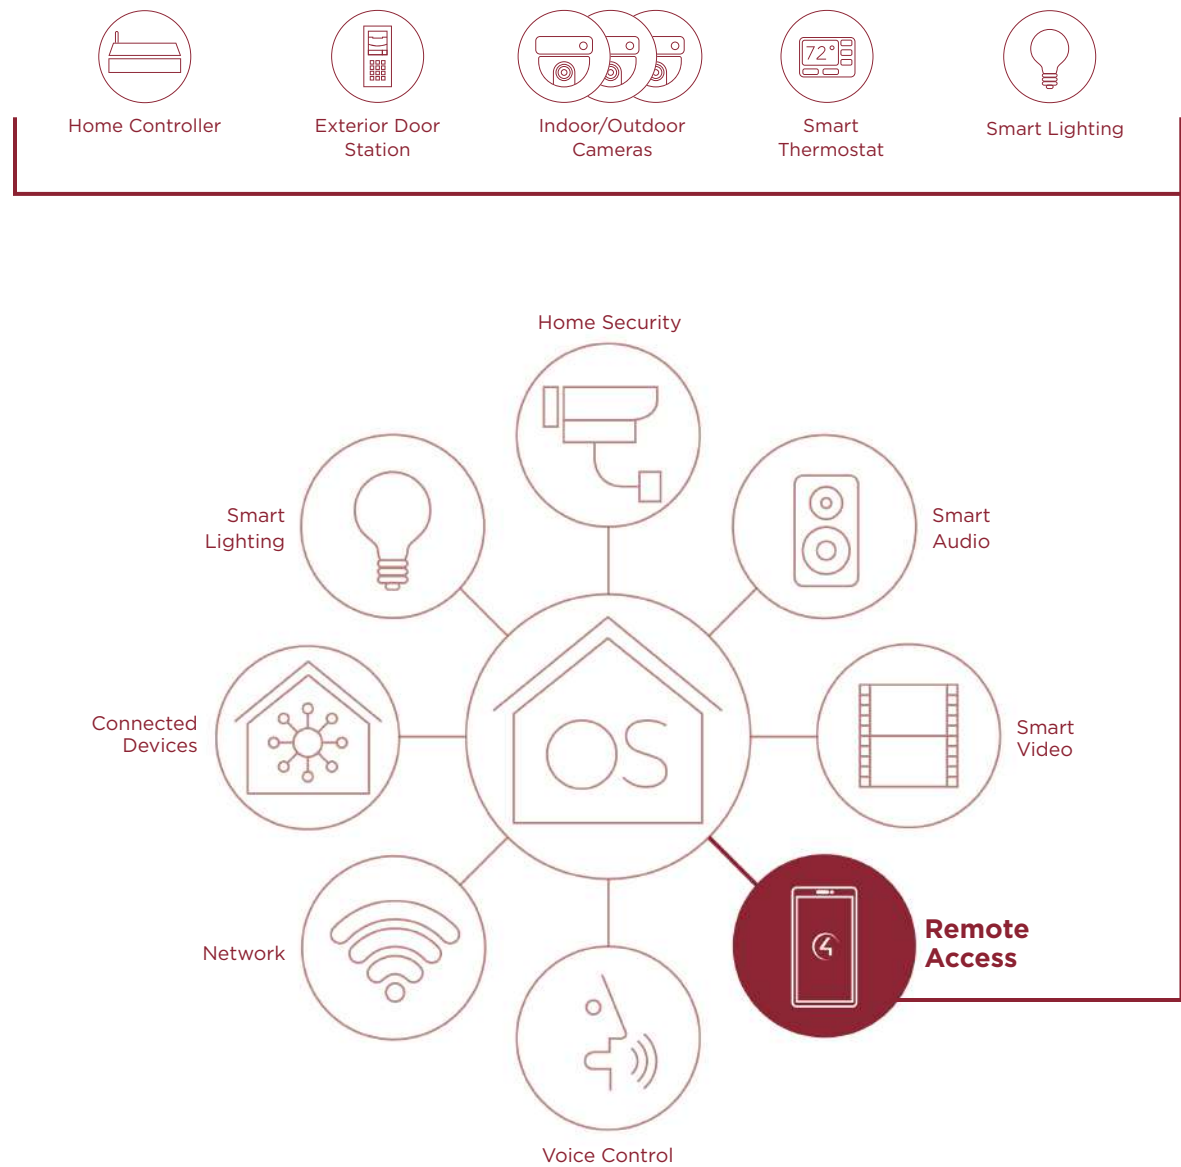 72°
Home Controller
Exterior Door
Station
Indoor/Outdoor
Cameras
Smart
Thermostat
Smart Lighting
Home Security
Smart
Lighting
Smart
Audio
Connected
Devices
OS
Smart
Video
Network
4
Remote
Access
Voice Control